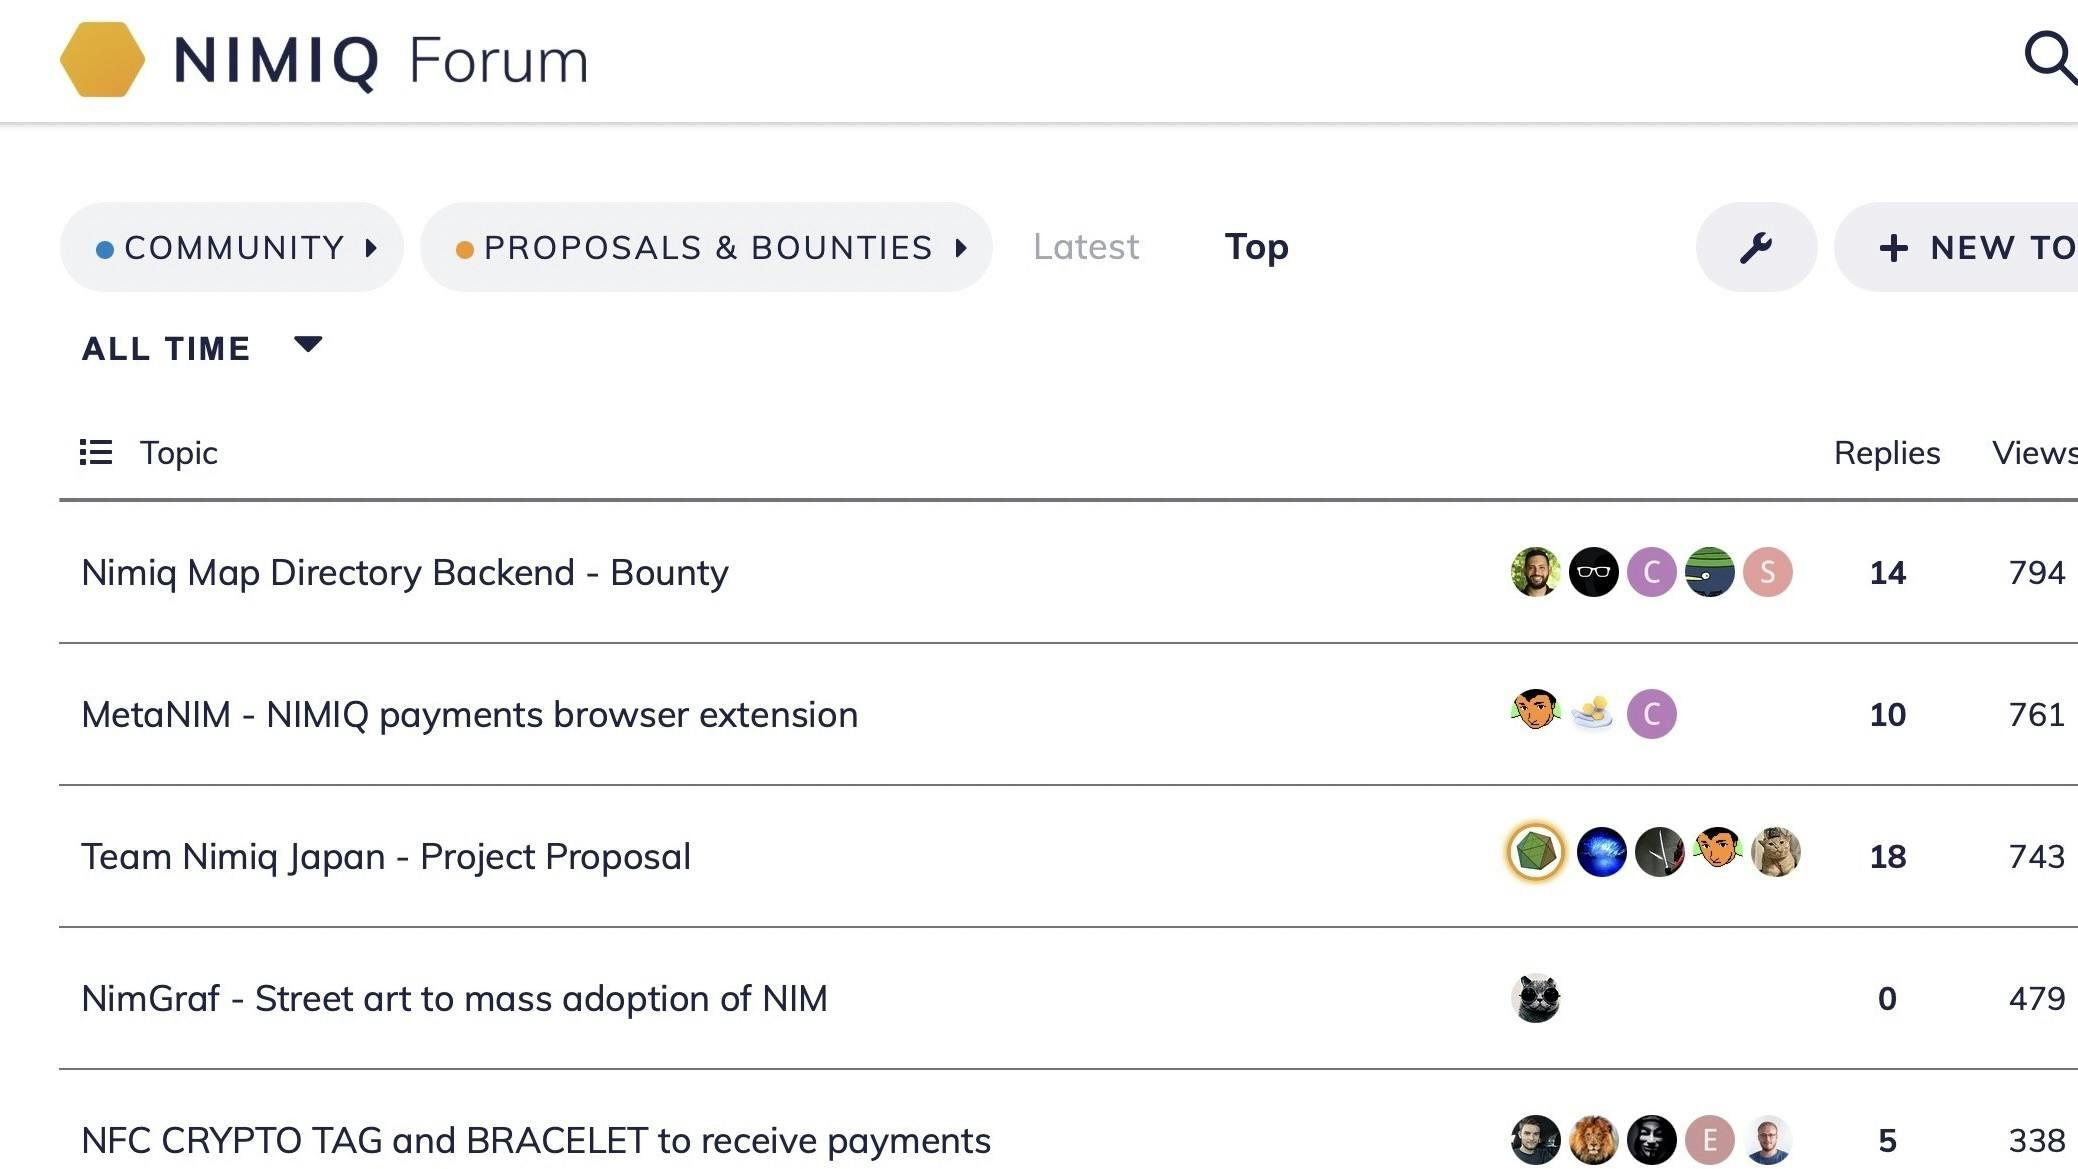 NIMIQ Forum
COMMUNITY PROPOSALS & BOUNTIES Latest Top + NEW TO
ALL TIME
Topic Replies Views
Nimiq Map Directory Backend - Bounty C S 14 794
MetaNIM - NIMIQ payments browser extension C 10 761
Team Nimiq Japan - Project Proposal 18 743
NimGraf - Street art to mass adoption of NIM 0 479
NFC CRYPTO TAG and BRACELET to receive payments E 5 338